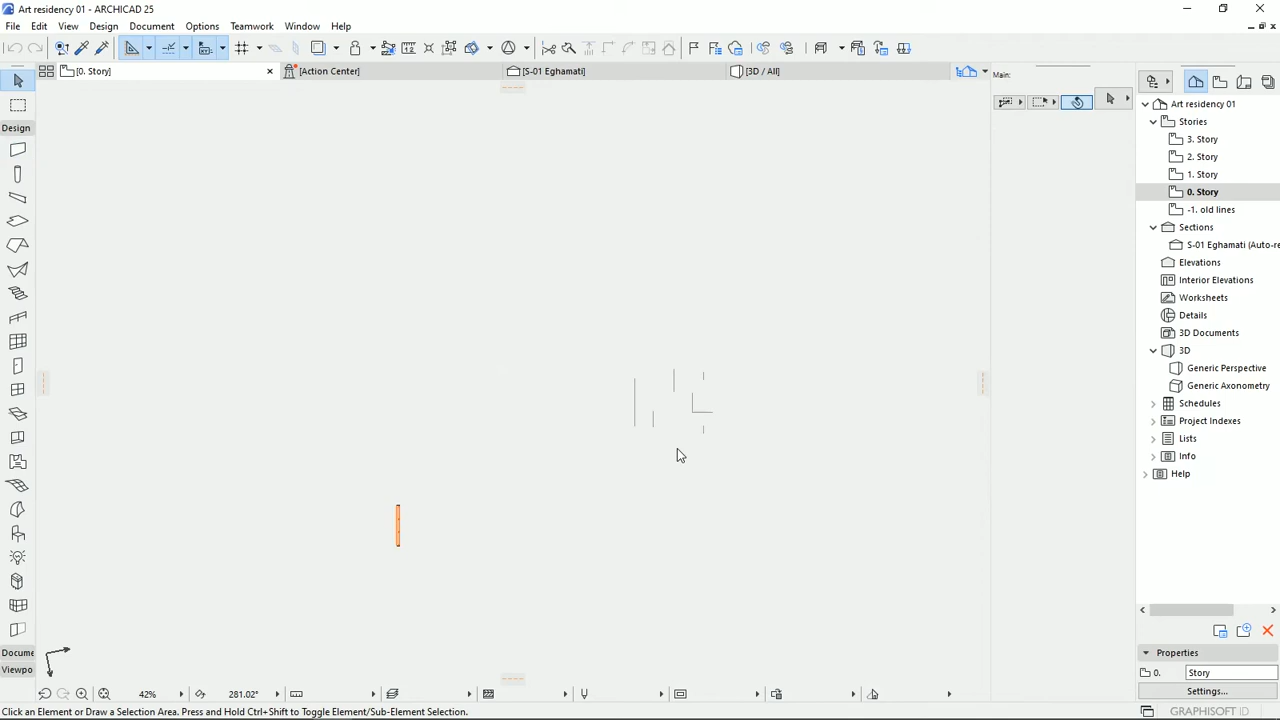 Art residency 01 - ARCHICAD 25
File Edit View Design Document Options Teamwork Window Help
[0. Story]
[Action Center]
[S-01 Eghamati]
[3D / All]
Main:
Design
Docume
Viewpo
Art residency 01
Stories
3. Story
2. Story
1. Story
0. Story
-1. old lines
Sections
S-01 Eghamati (Auto-re
Elevations
Interior Elevations
Worksheets
Details
3D Documents
3D
Generic Perspective
Generic Axonometry
Schedules
Project Indexes
Lists
Info
Help
Properties
0. Story
Settings...
42%
281.02°
Click an Element or Draw a Selection Area. Press and Hold Ctrl+Shift to Toggle Element/Sub-Element Selection.
GRAPHISOFT ID